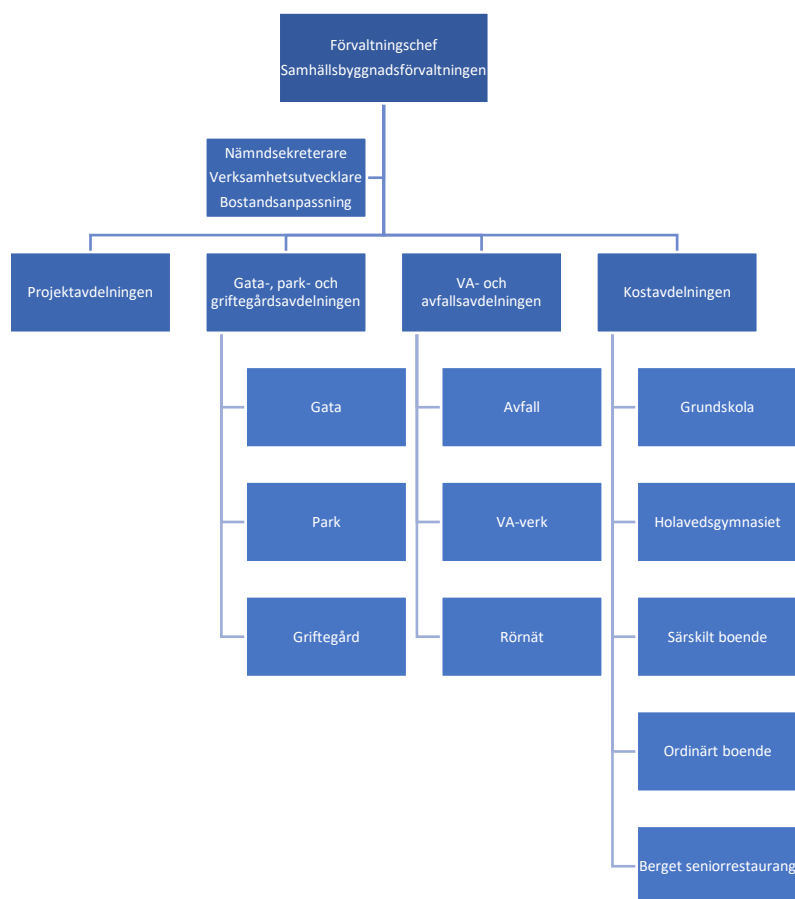 Förvaltningschef
Samhällsbyggnadsförvaltningen
Nämndsekreterare
Verksamhetsutvecklare
Bostandsanpassning
Projektavdelningen
Gata-, park- och
griftegårdsavdelningen
VA- och
avfallsavdelningen
Kostavdelningen
Gata
Park
Griftegård
Avfall
VA-verk
Rörnät
Grundskola
Holavedsgymnasiet
Särskilt boende
Ordinärt boende
Berget seniorrestaurang